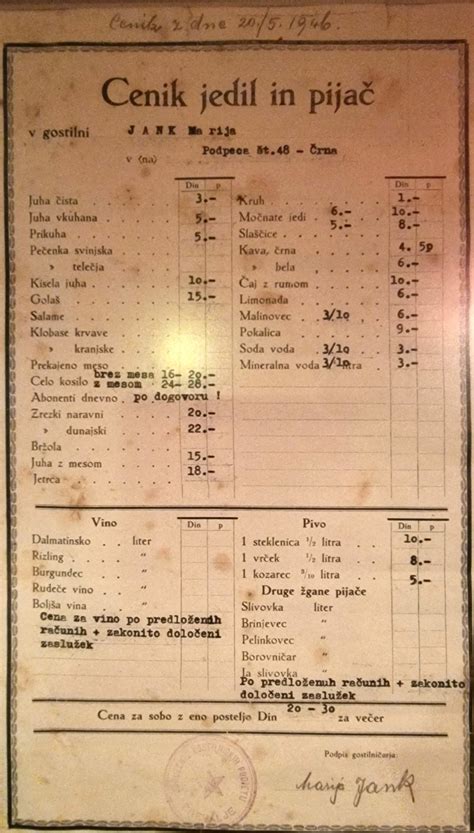 Cenik z dne 20/5. 1946.
Cenik jedil in pijač
v gostilni JANK Marija
v (na) Podpeca št.48 - Črna
Din p
Juha čista 3.-
Juha vkuhana 5.-
Prikuha 5.-
Pečenka svinjska
» telečja
Kisela juha 10.-
Golaš 15.-
Salame
Klobase krvave
» kranjske
Prekajeno meso
Celo kosilo brez mesa 16- 20.-
z mesom 24- 28.-
Abonenti dnevno po dogovoru !
Zrezki naravni 20.-
» dunajski 22.-
Bržola
Juha z mesom 15.-
Jetrca 18.-
Din p
Kruh 1.-
Močnate jedi 6.- 10.-
Slaščice 5.- 8.-
Kava, črna 4. 5p
» bela 6.-
Čaj z rumom 10.-
Limonada 6.-
Malinovec 3/10 6.-
Pokalica 9.-
Soda voda 3/10 3.-
Mineralna voda 3/10 litra 3.-
Vino Din p
Dalmatinsko liter
Rizling "
Burgundec "
Rudeče vino "
Boljša vina "
Cena za vino po predloženih
računih + zakonito določeni
zaslužek
Pivo Din p
1 steklenica 1/2 litra 10.-
1 vrček 1/2 litra 8.-
1 kozarec 3/10 litra 5.-
Druge žgane pijače
Slivovka liter
Brinjevec "
Pelinkovec "
Borovničar "
Ja slivovka "
Po predloženuh računih + zakonito
določeni zaslužek
Cena za sobo z eno posteljo Din 20 - 30 za večer
Podpis gostilničarja:
Marija Jank